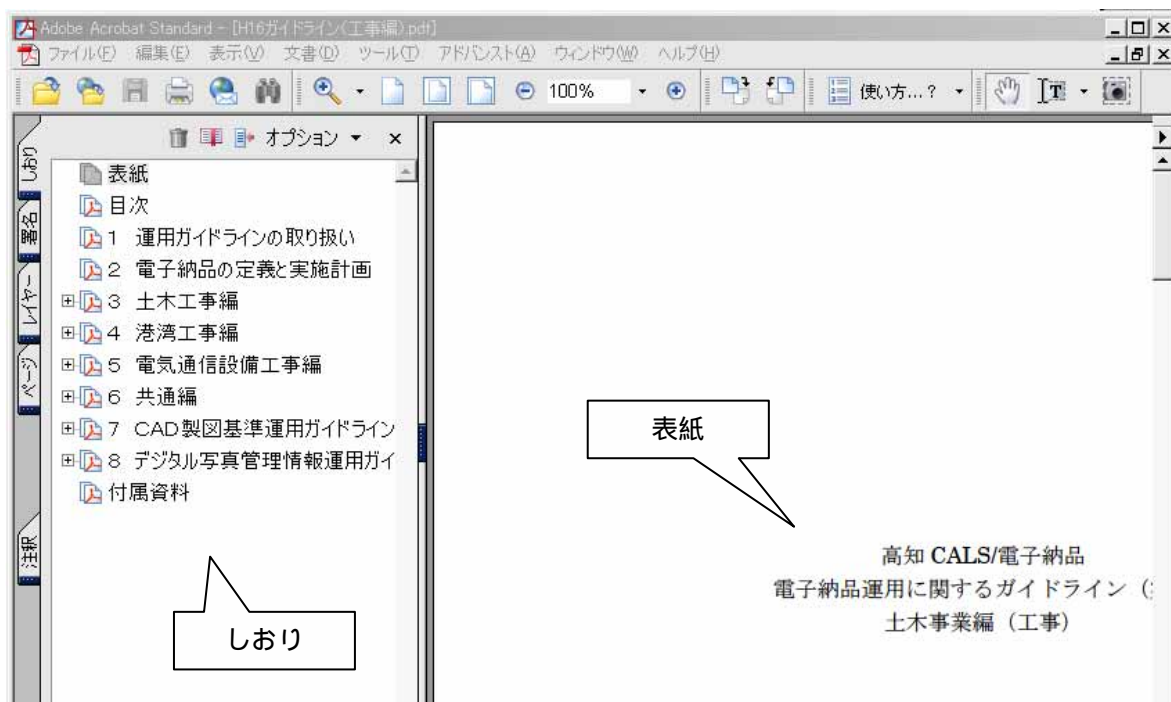 Adobe Acrobat Standard - [H16ガイドライン(工事編).pdf]
ファイル(F) 編集(E) 表示(V) 文書(D) ツール(T) アドバンスト(A) ウィンドウ(W) ヘルプ(H)
100% 使い方...?
オプション
しおり
署名
レイヤー
ページ
注釈
表紙
目次
1 運用ガイドラインの取り扱い
2 電子納品の定義と実施計画
3 土木工事編
4 港湾工事編
5 電気通信設備工事編
6 共通編
7 CAD製図基準運用ガイドライン
8 デジタル写真管理情報運用ガイ
付属資料
しおり
表紙
高知 CALS/電子納品
電子納品運用に関するガイドライン（
土木事業編（工事）